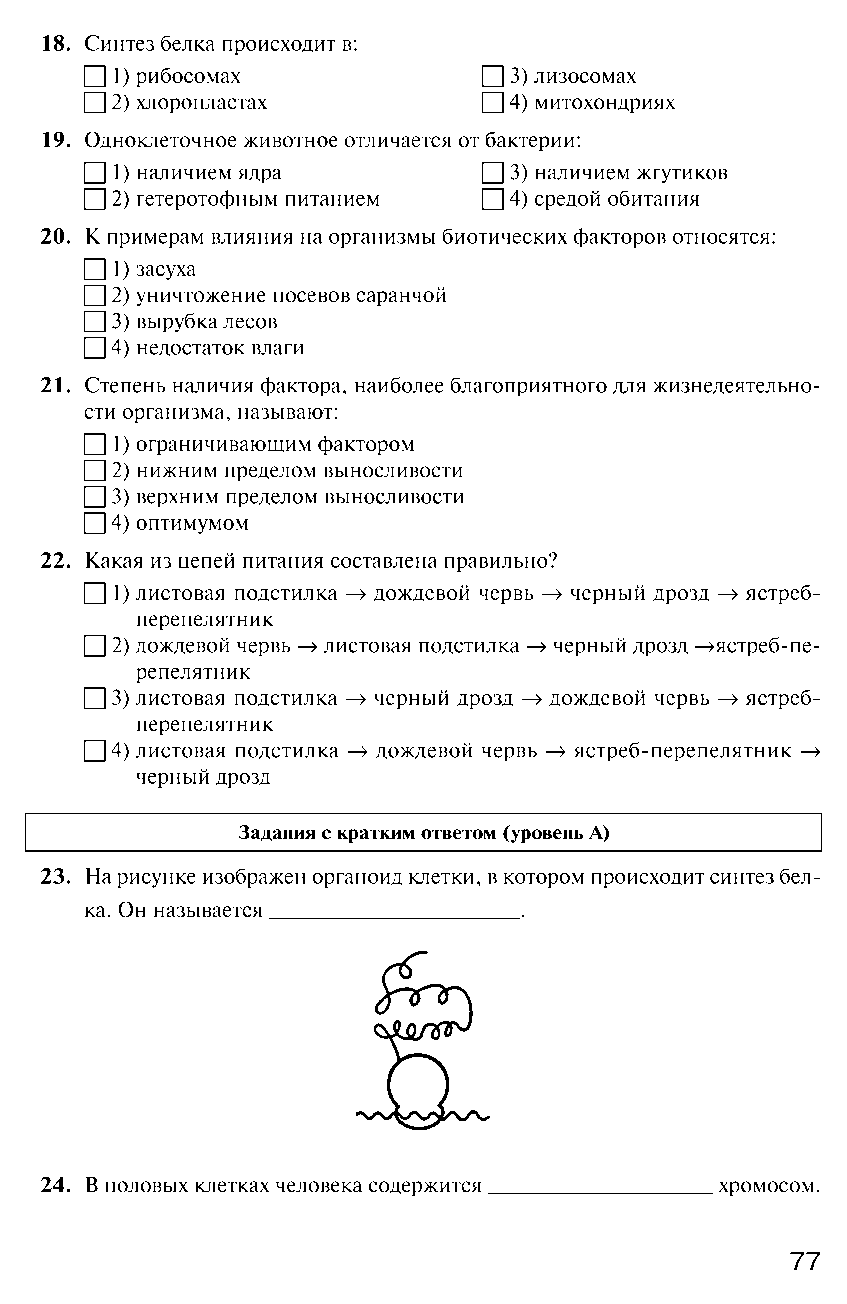 18. Синтез белка происходит в:
1) рибосомах 3) лизосомах
2) хлоропластах 4) митохондриях
19. Одноклеточное животное отличается от бактерии:
1) наличием ядра 3) наличием жгутиков
2) гетеротофным питанием 4) средой обитания
20. К примерам влияния на организмы биотических факторов относятся:
1) засуха
2) уничтожение посевов саранчой
3) вырубка лесов
4) недостаток влаги
21. Степень наличия фактора, наиболее благоприятного для жизнедеятельно-
сти организма, называют:
1) ограничивающим фактором
2) нижним пределом выносливости
3) верхним пределом выносливости
4) оптимумом
22. Какая из цепей питания составлена правильно?
1) листовая подстилка → дождевой червь → черный дрозд → ястреб-
перепелятник
2) дождевой червь → листовая подстилка → черный дрозд →ястреб-пе-
репелятник
3) листовая подстилка → черный дрозд → дождевой червь → ястреб-
перепелятник
4) листовая подстилка → дождевой червь → ястреб-перепелятник →
черный дрозд
Задания с кратким ответом (уровень А)
23. На рисунке изображен органоид клетки, в котором происходит синтез бел-
ка. Он называется ____________________.
24. В половых клетках человека содержится ____________________ хромосом.
77